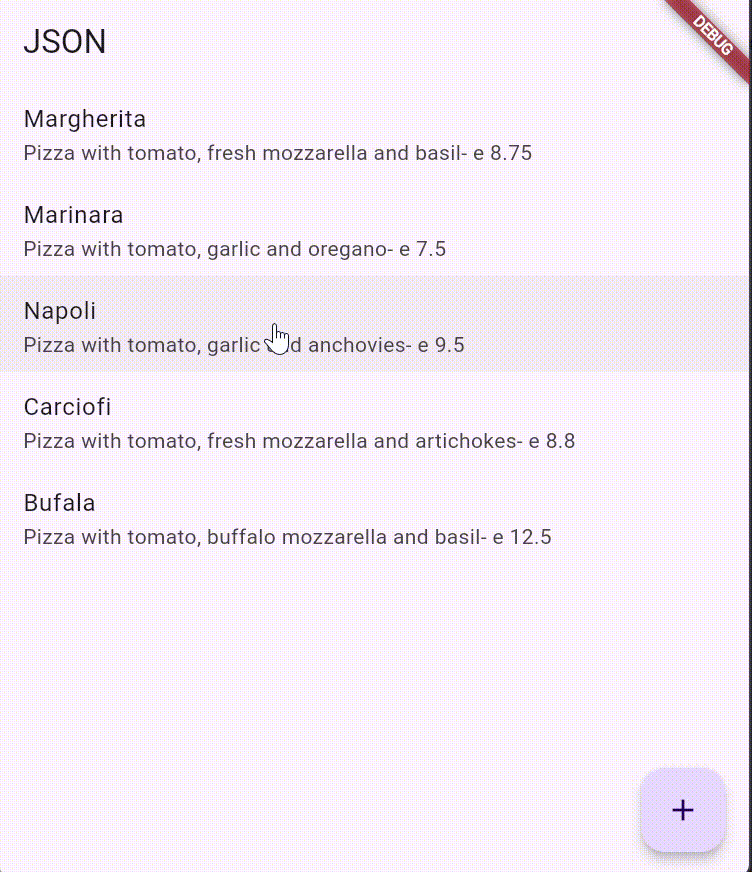 JSON
DEBUG
Margherita
Pizza with tomato, fresh mozzarella and basil- e 8.75
Marinara
Pizza with tomato, garlic and oregano- e 7.5
Napoli
Pizza with tomato, garlic and anchovies- e 9.5
Carciofi
Pizza with tomato, fresh mozzarella and artichokes- e 8.8
Bufala
Pizza with tomato, buffalo mozzarella and basil- e 12.5
+